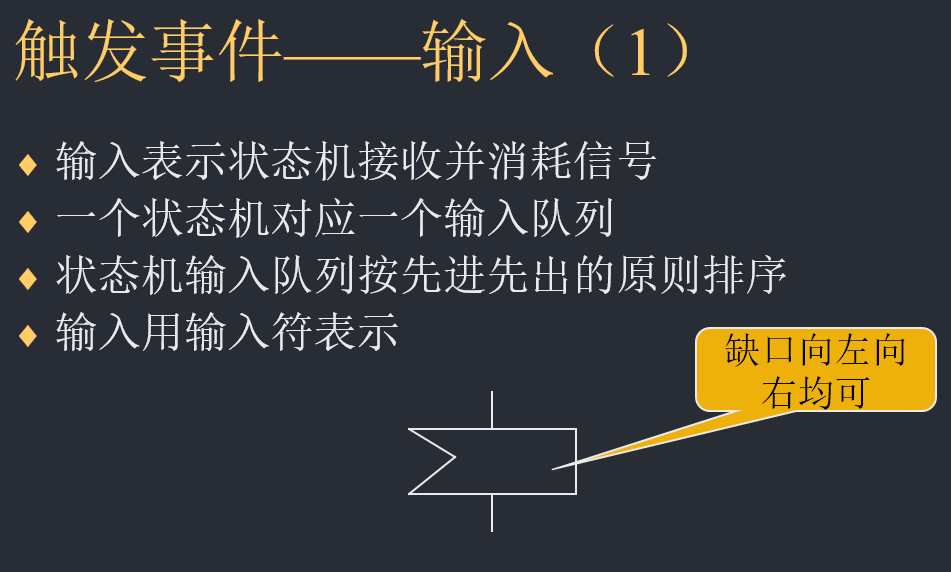 触发事件——输入（1）
输入表示状态机接收并消耗信号
一个状态机对应一个输入队列
状态机输入队列按先进先出的原则排序
输入用输入符表示
缺口向左向
右均可